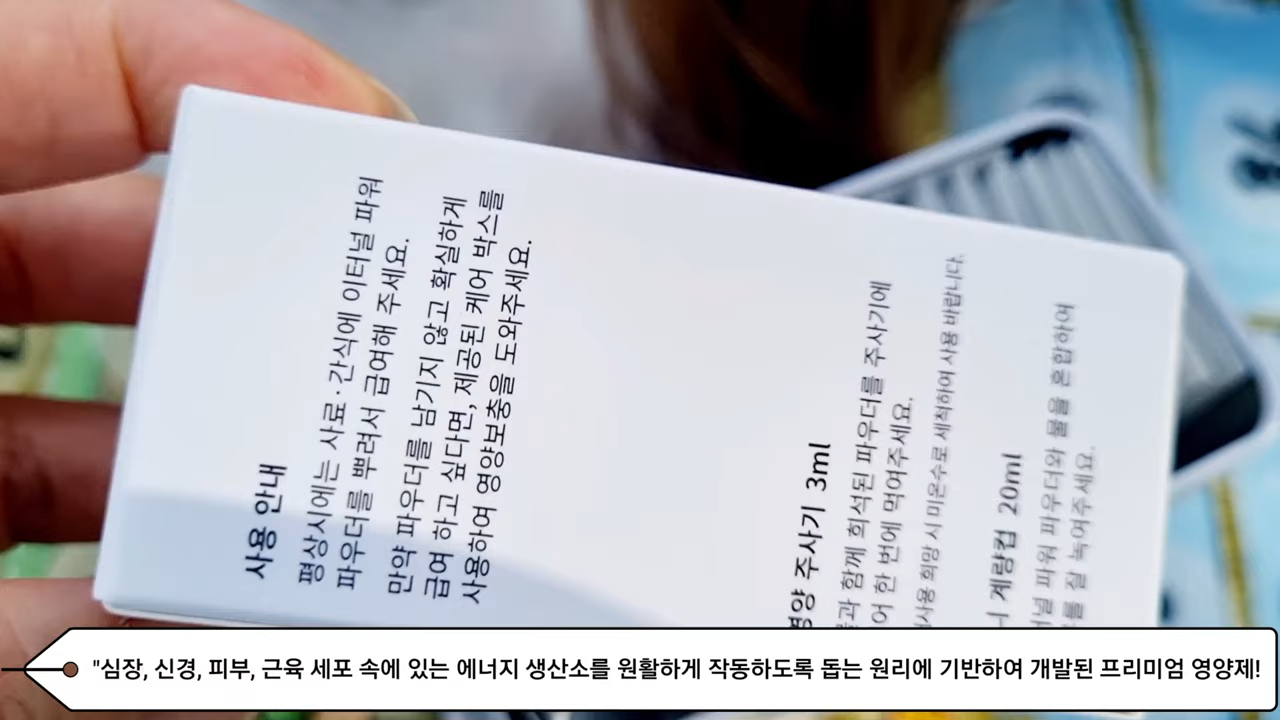 사용 안내
평상시에는 사료·간식에 이터널 파워
파우더를 뿌려서 급여해 주세요.
만약 파우더를 남기지 않고 확실하게
급여 하고 싶다면, 제공된 케어 박스를
사용하여 영양보충을 도와주세요.
영양 주사기 3ml
함께 희석된 파우더를 주사기에
어 한 번에 먹여주세요.
희망 시 미온수로 세척하여 사용 바랍니다.
계량컵 20ml
파워 파우더와 물을 혼합하여
잘 녹여주세요.
"심장, 신경, 피부, 근육 세포 속에 있는 에너지 생산소를 원활하게 작동하도록 돕는 원리에 기반하여 개발된 프리미엄 영양제!